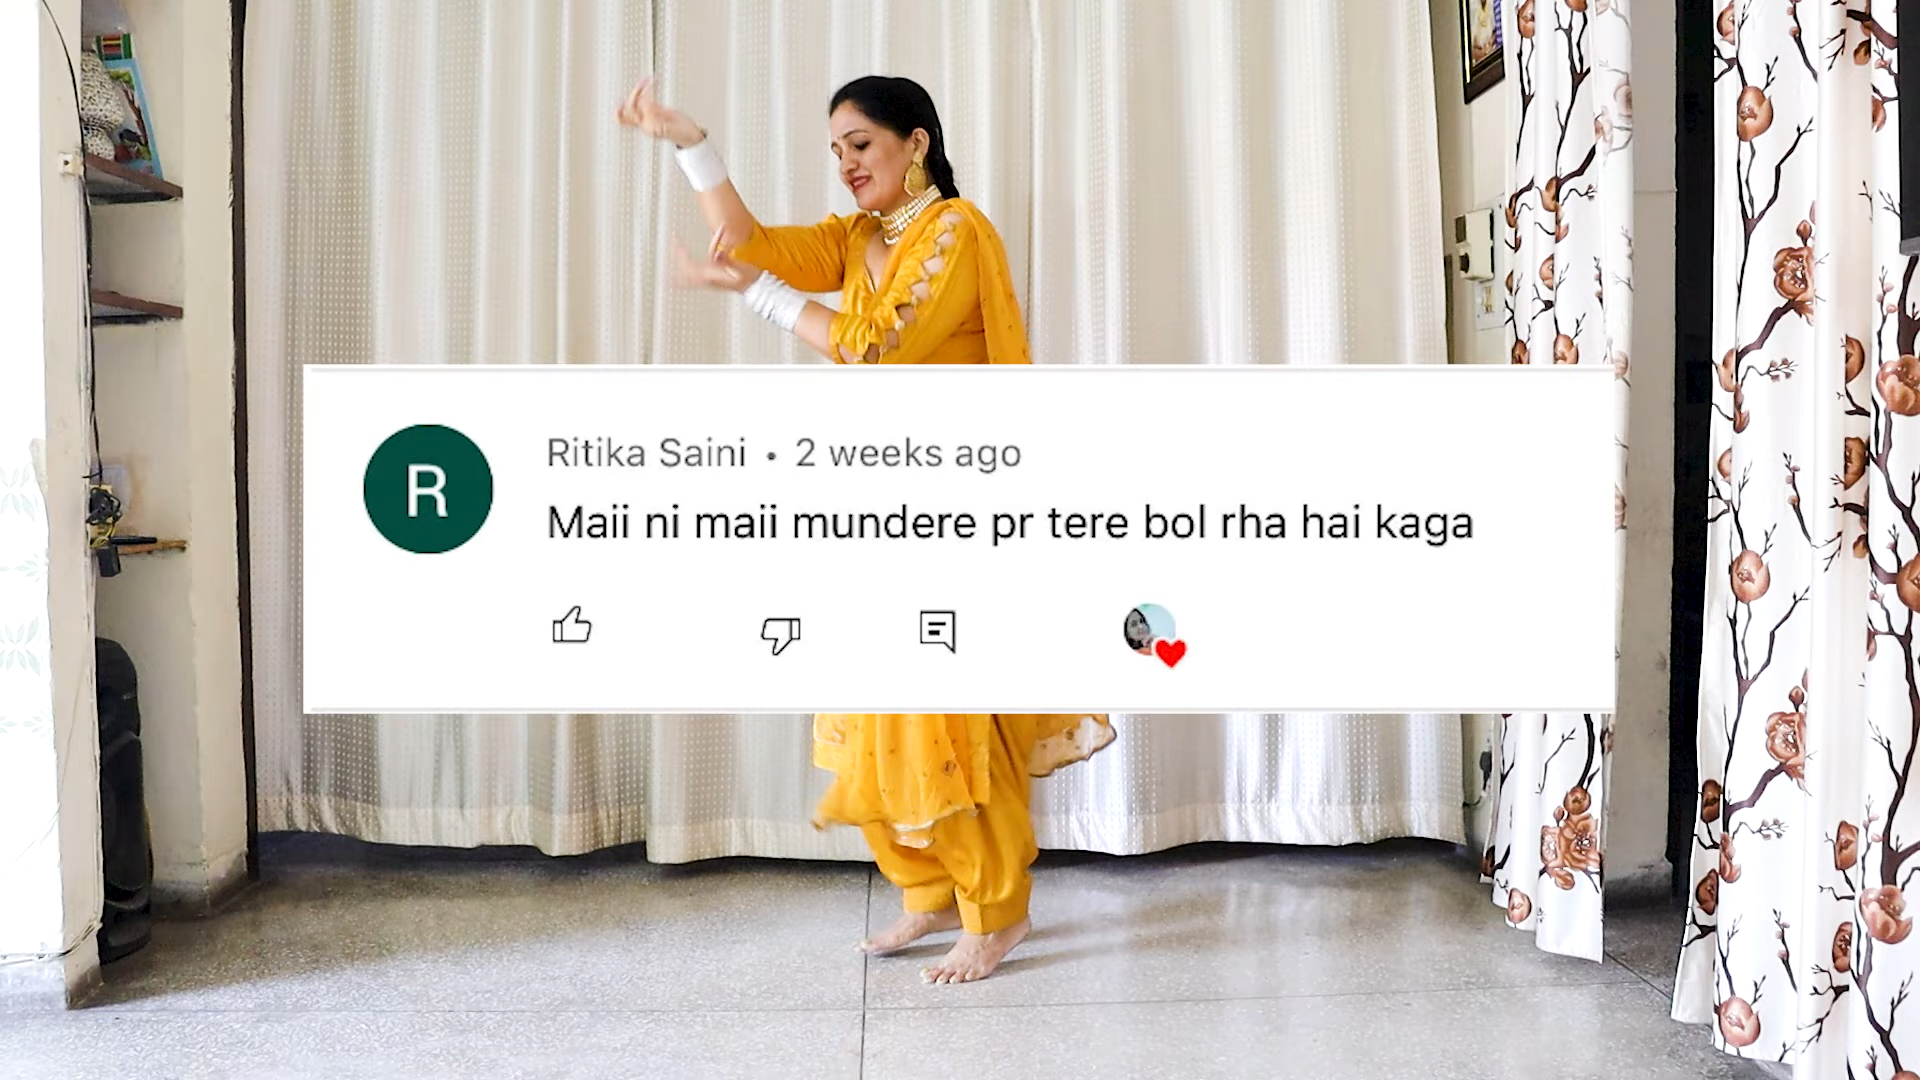 R
Ritika Saini • 2 weeks ago
Maii ni maii mundere pr tere bol rha hai kaga